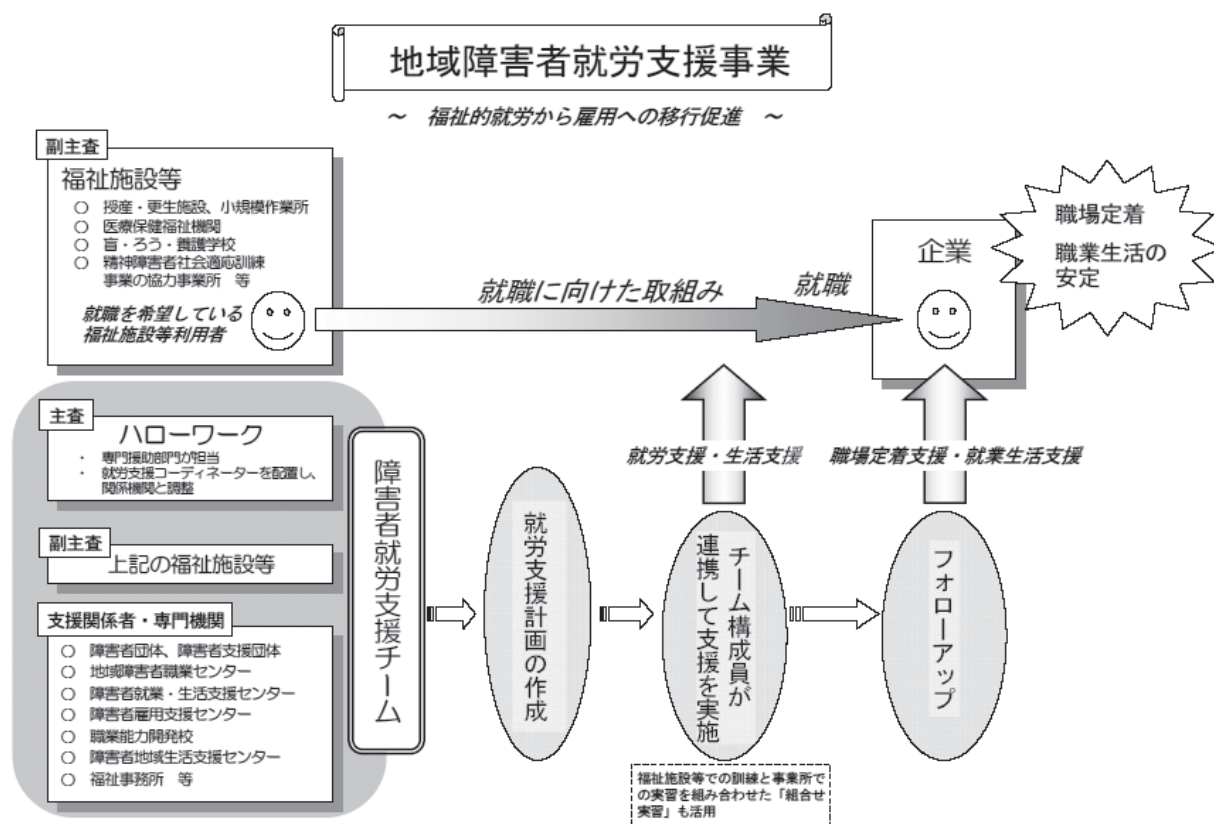 地域障害者就労支援事業
～ 福祉的就労から雇用への移行促進 ～
副主査
福祉施設等
○ 授産・更生施設、小規模作業所
○ 医療保健福祉機関
○ 盲・ろう・養護学校
○ 精神障害者社会適応訓練
事業の協力事業所 等
就職を希望している
福祉施設等利用者
就職に向けた取組み
就職
企業
職場定着
職業生活の
安定
主査
ハローワーク
・ 専門援助部門が担当
・ 就労支援コーディネーターを配置し、
関係機関と調整
副主査
上記の福祉施設等
支援関係者・専門機関
○ 障害者団体、障害者支援団体
○ 地域障害者職業センター
○ 障害者就業・生活支援センター
○ 障害者雇用支援センター
○ 職業能力開発校
○ 障害者地域生活支援センター
○ 福祉事務所 等
障害者就労支援チーム
就労支援計画の作成
就労支援・生活支援
チーム構成員が
連携して支援を実施
福祉施設等での訓練と事業所で
の実習を組み合わせた「組合せ
実習」も活用
職場定着支援・就業生活支援
フォローアップ